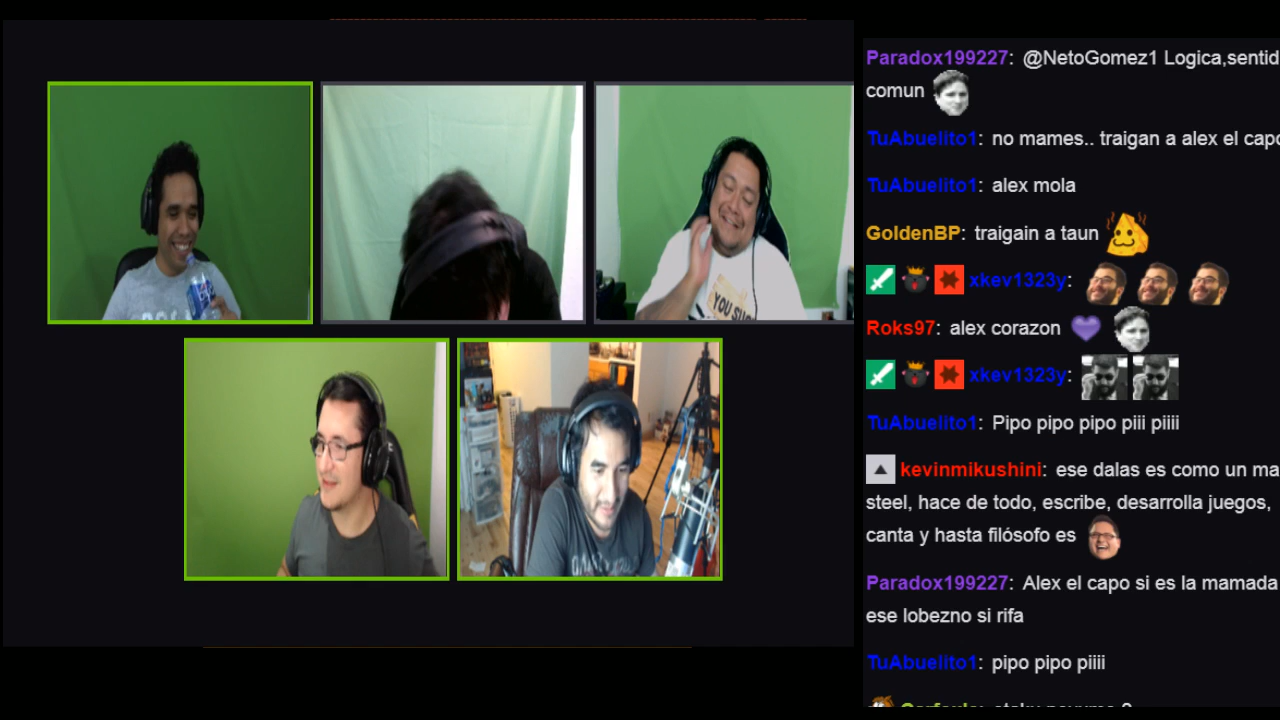 Paradox199227: @NetoGomez1 Logica,sentid
comun
TuAbuelito1: no mames.. traigan a alex el capo
TuAbuelito1: alex mola
GoldenBP: traigain a taun
xkev1323y:
Roks97: alex corazon
xkev1323y:
TuAbuelito1: Pipo pipo pipo piii piiii
kevinmikushini: ese dalas es como un ma
steel, hace de todo, escribe, desarrolla juegos,
canta y hasta filósofo es
Paradox199227: Alex el capo si es la mamada
ese lobezno si rifa
TuAbuelito1: pipo pipo piiii
YOU SUC